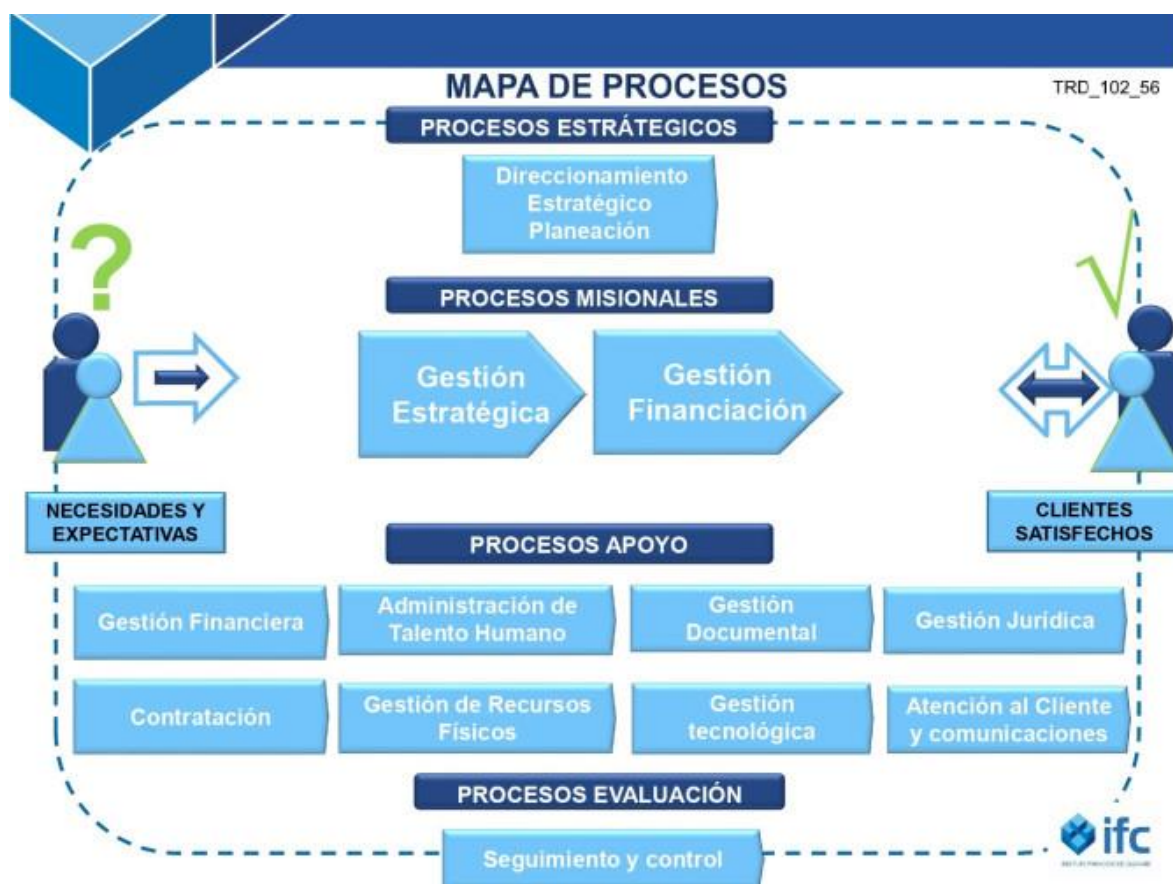 MAPA DE PROCESOS
TRD_102_56
PROCESOS ESTRÁTEGICOS
Direccionamiento
Estratégico
Planeación
?
√
PROCESOS MISIONALES
Gestión
Estratégica
Gestión
Financiación
NECESIDADES Y
EXPECTATIVAS
CLIENTES
SATISFECHOS
PROCESOS APOYO
Gestión Financiera
Administración de
Talento Humano
Gestión
Documental
Gestión Jurídica
Contratación
Gestión de Recursos
Físicos
Gestión
tecnológica
Atención al Cliente
y comunicaciones
PROCESOS EVALUACIÓN
Seguimiento y control
ifc